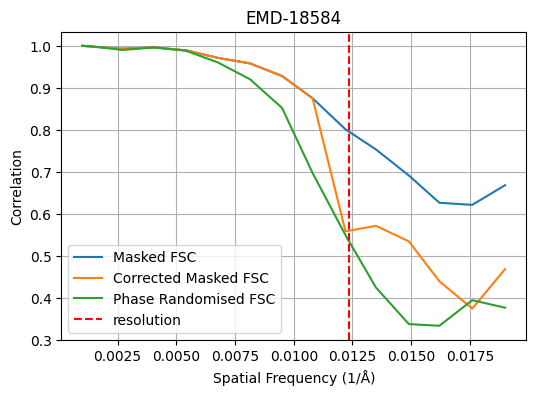 EMD-18584
Correlation
1.0
0.9
0.8
0.7
0.6
0.5
0.4
0.3
Masked FSC
Corrected Masked FSC
Phase Randomised FSC
resolution
0.0025 0.0050 0.0075 0.0100 0.0125 0.0150 0.0175
Spatial Frequency (1/Å)